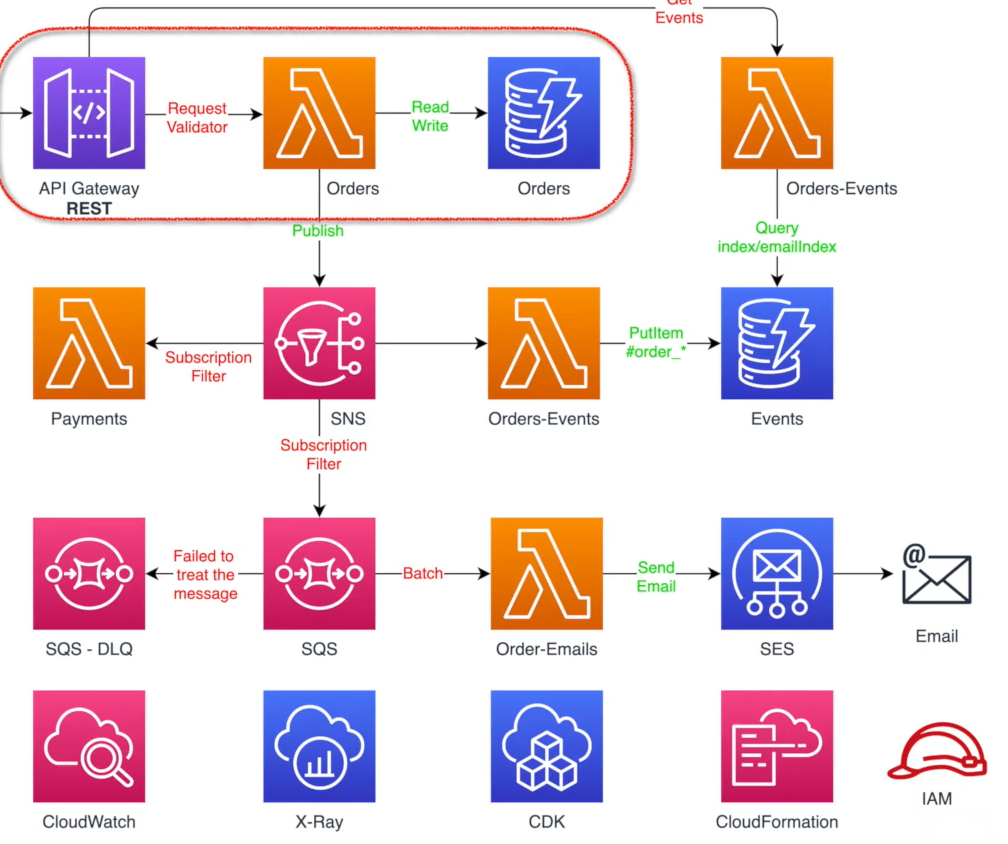 Get
Events
Request
Validator
Read
Write
API Gateway
REST
Orders
Orders
Orders-Events
Publish
Query
index/emailIndex
Subscription
Filter
PutItem
#order_*
Payments
SNS
Orders-Events
Events
Subscription
Filter
Failed to
treat the
message
Batch
Send
Email
@
SQS - DLQ
SQS
Order-Emails
SES
Email
CloudWatch
X-Ray
CDK
CloudFormation
IAM